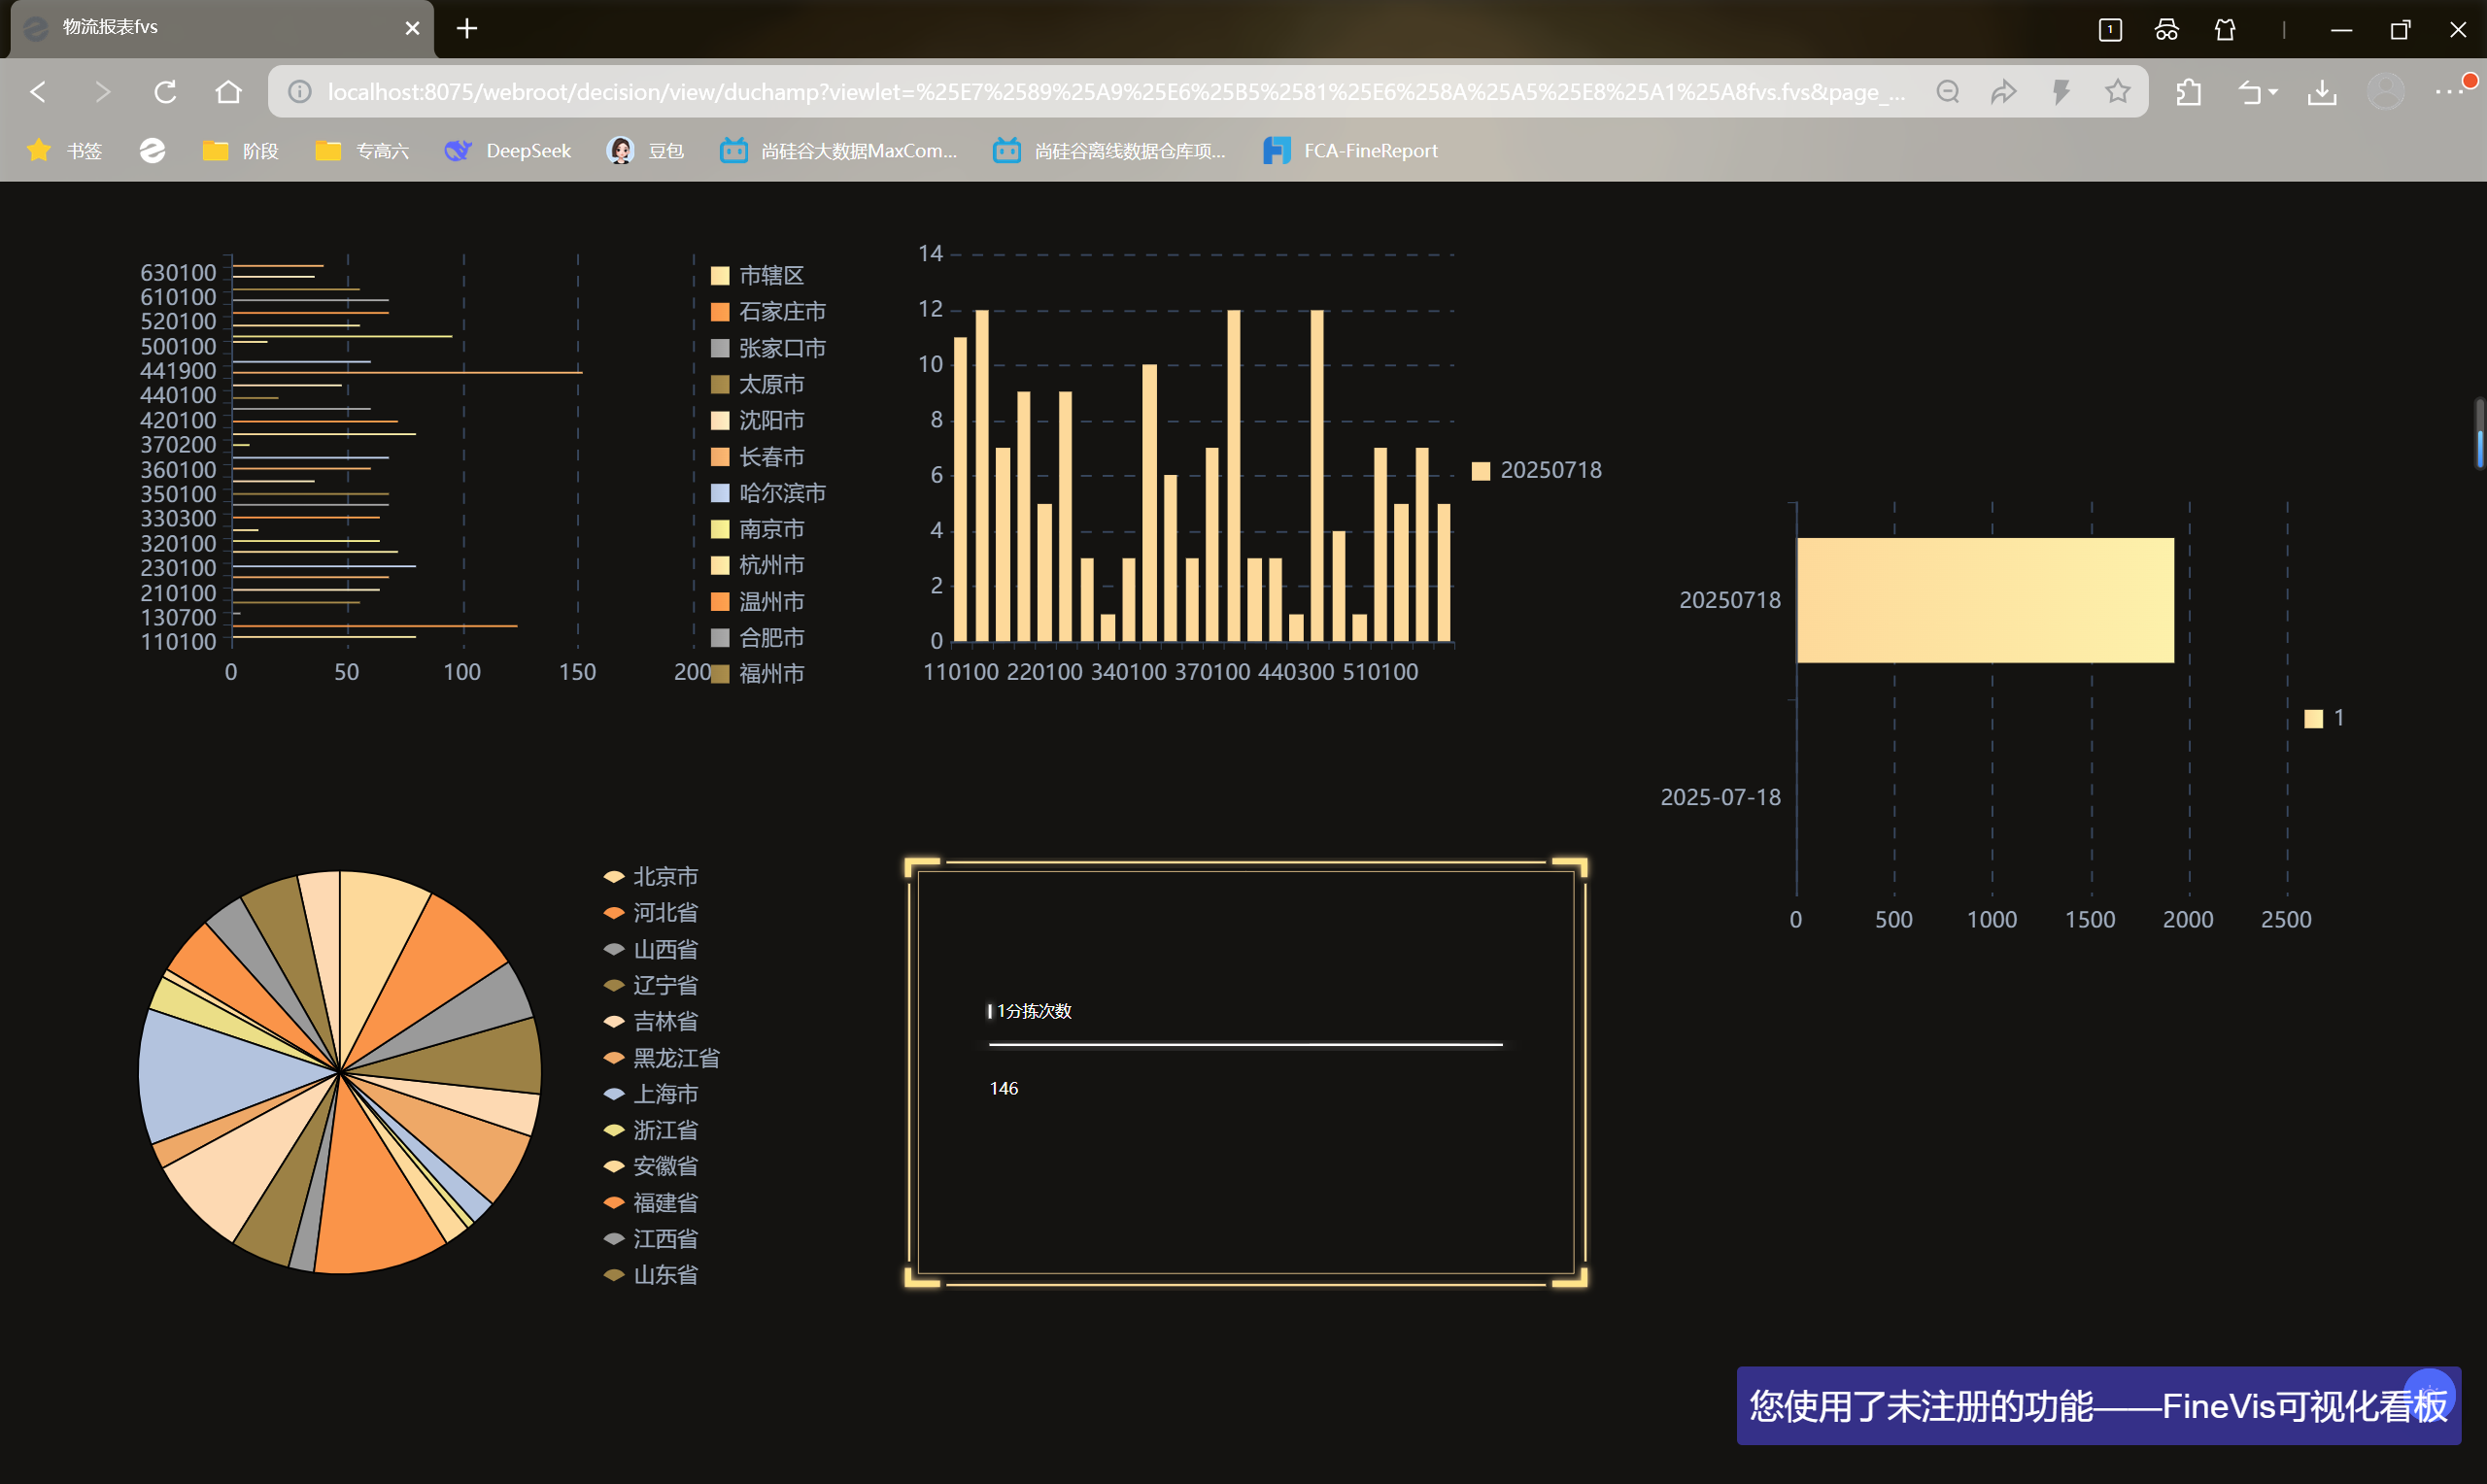 物流报表fvs
1
localhost:8075/webroot/decision/view/duchamp?viewlet=%25E7%2589%25A9%25E6%25B5%2581%25E6%258A%25A5%25E8%25A1%25A8fvs.fvs&page_...
书签
阶段
专高六
DeepSeek
豆包
尚硅谷大数据MaxCom...
尚硅谷离线数据仓库项...
FCA-FineReport
630100
610100
520100
500100
441900
440100
420100
370200
360100
350100
330300
320100
230100
210100
130700
110100
0 50 100 150 200
市辖区
石家庄市
张家口市
太原市
沈阳市
长春市
哈尔滨市
南京市
杭州市
温州市
合肥市
福州市
14
12
10
8
6
4
2
0
110100 220100 340100 370100 440300 510100
20250718
20250718
2025-07-18
0 500 1000 1500 2000 2500
1
北京市
河北省
山西省
辽宁省
吉林省
黑龙江省
上海市
浙江省
安徽省
福建省
江西省
山东省
1分拣次数
146
您使用了未注册的功能——FineVis可视化看板